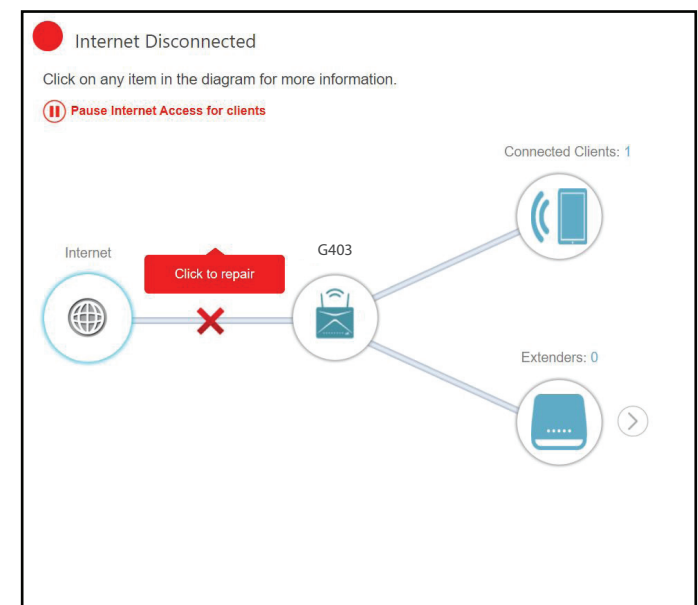 Internet Disconnected
Click on any item in the diagram for more information.
Pause Internet Access for clients
Connected Clients: 1
Internet
Click to repair
G403
Extenders: 0